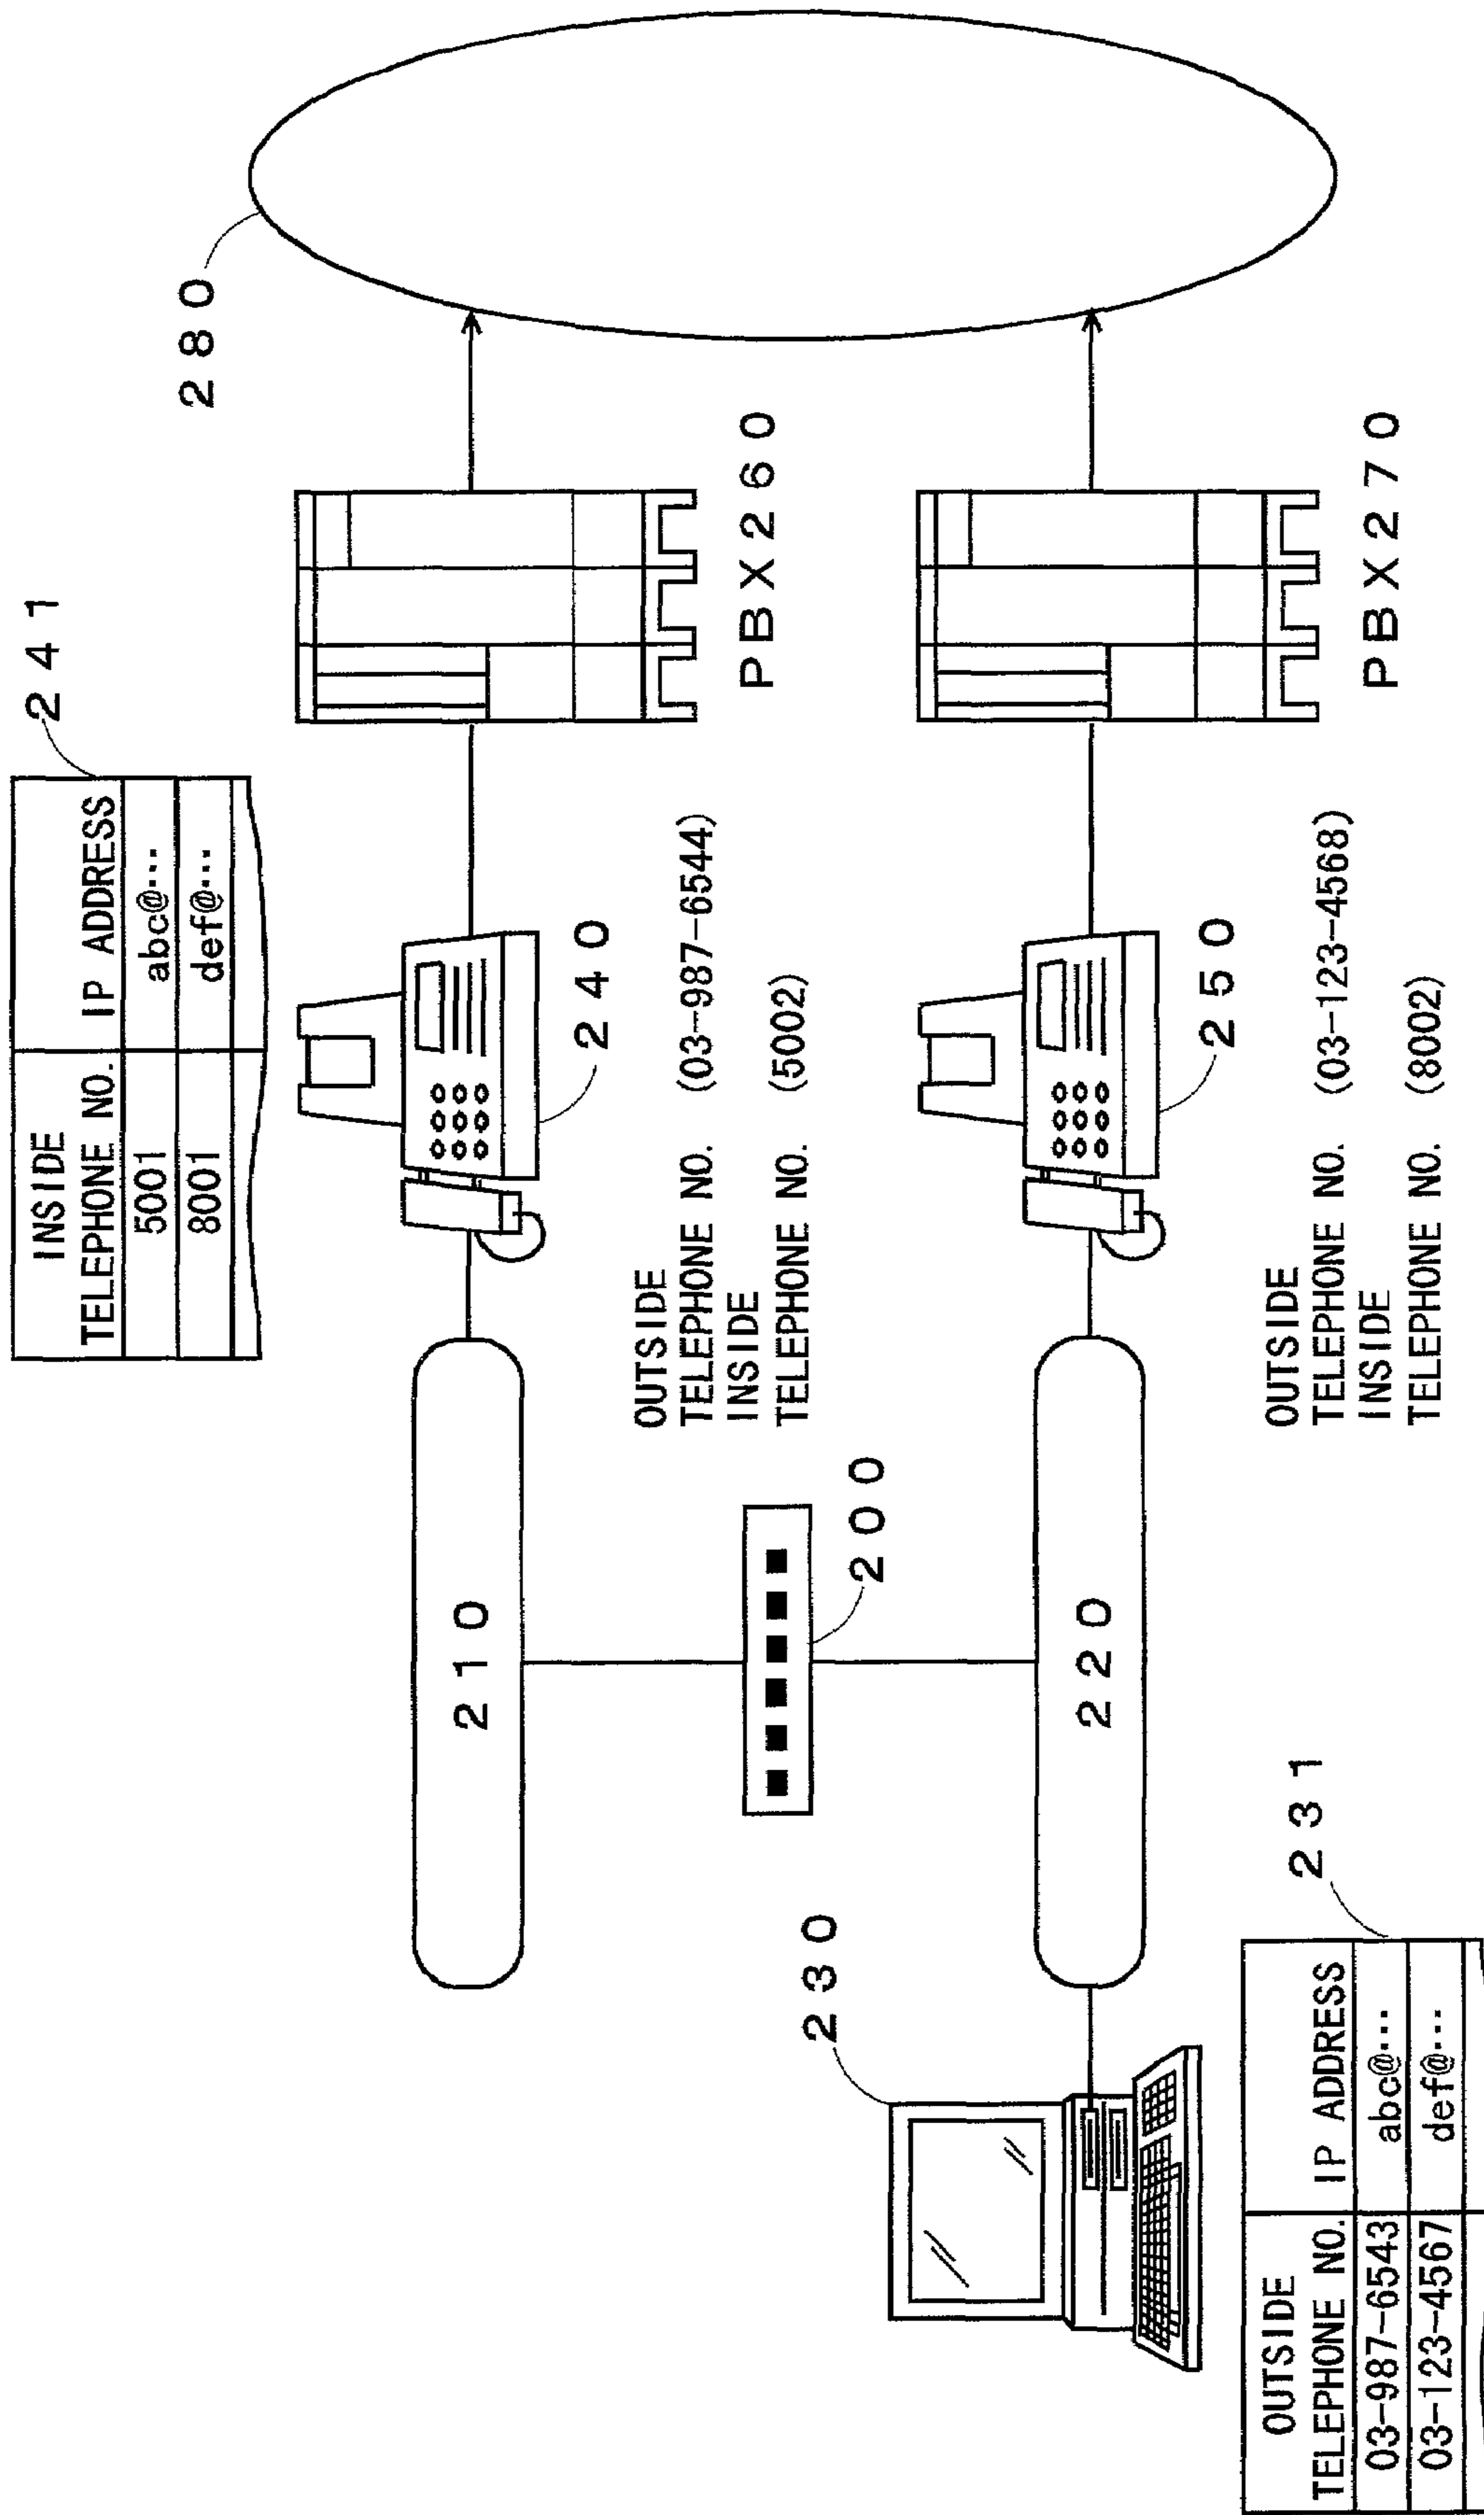 INSIDE
TELEPHONE NO. IP ADDRESS
5001 abc@...
8001 def@...
241
280
240
PBX260
210
OUTSIDE
TELEPHONE NO. (03-987-6544)
INSIDE
TELEPHONE NO. (5002)
200
230
220
250
PBX270
OUTSIDE
TELEPHONE NO. (03-123-4568)
INSIDE
TELEPHONE NO. (8002)
231
OUTSIDE
TELEPHONE NO. IP ADDRESS
03-987-6543 abc@...
03-123-4567 def@...